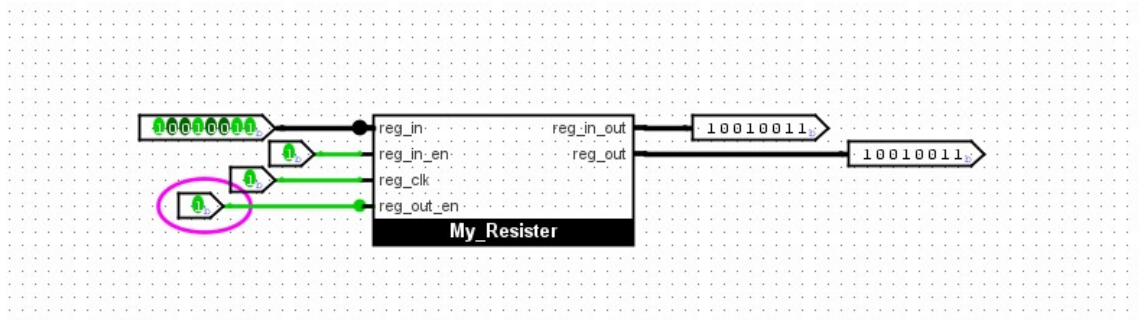 10010011 reg_in reg_in_out 10010011
1 reg_in_en reg_out 10010011
1 reg_clk
1 reg_out_en
My_Resister